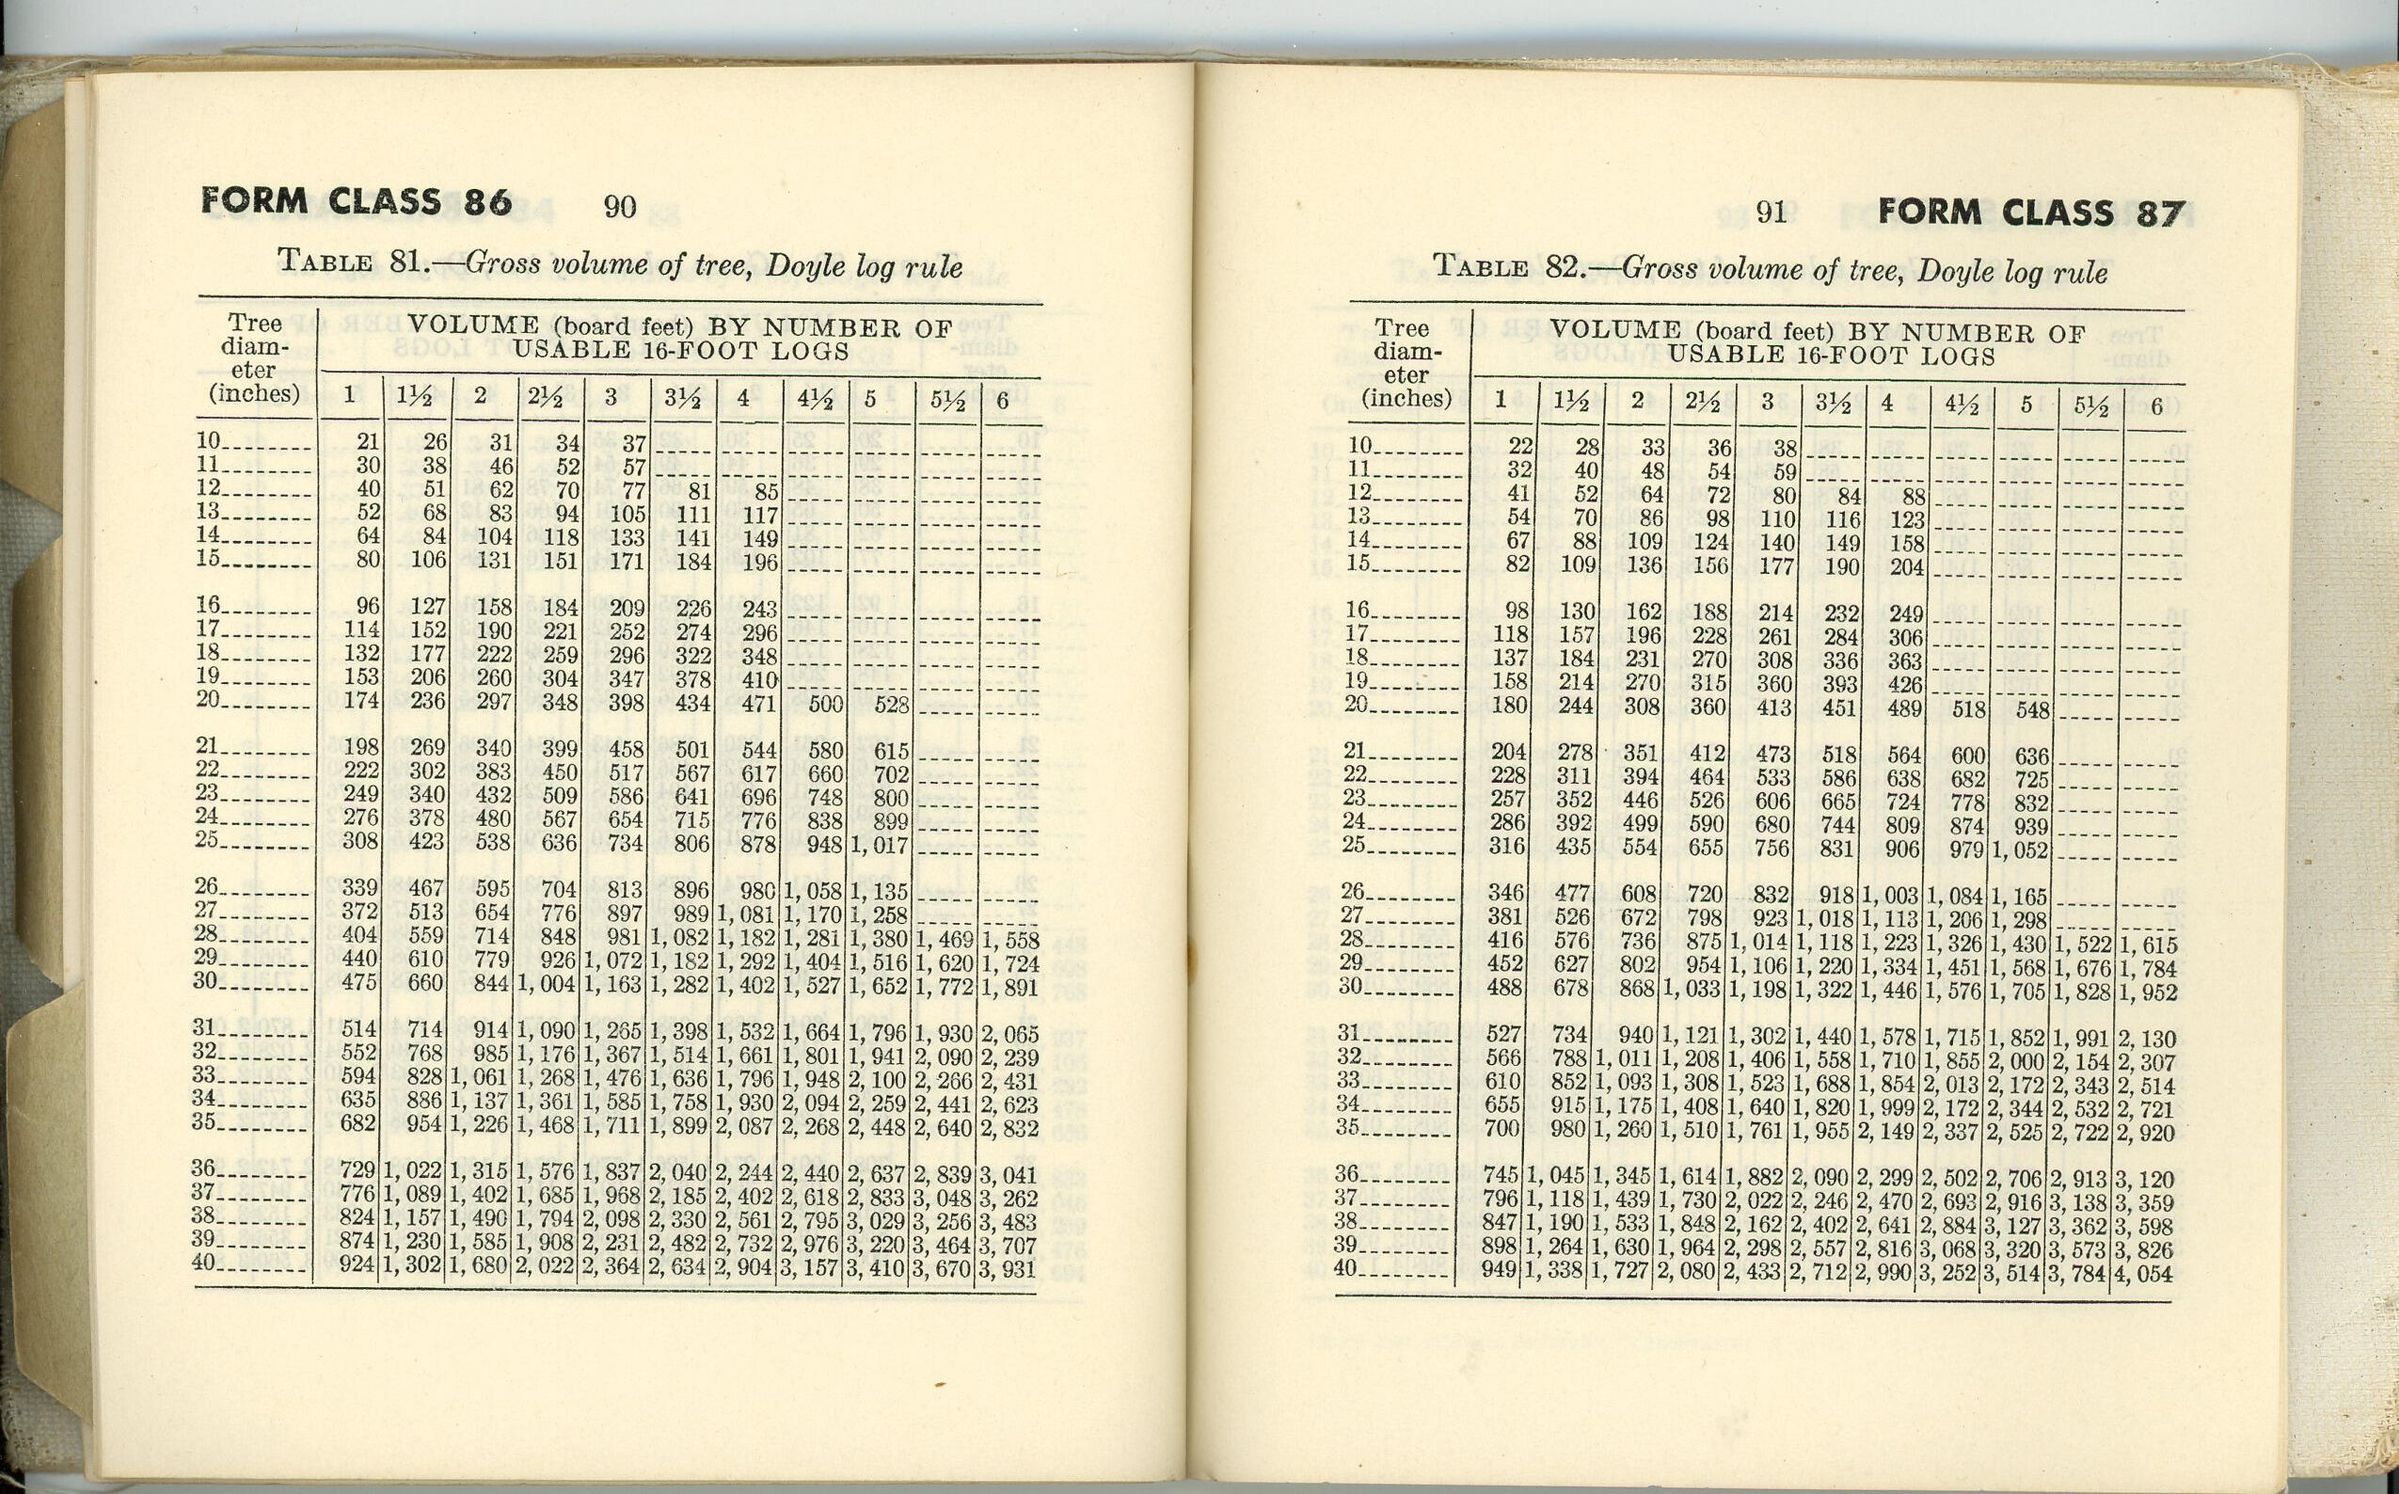 FORM CLASS 86 90
TABLE 81.—Gross volume of tree, Doyle log rule
Tree diam-eter (inches) VOLUME (board feet) BY NUMBER OF
USABLE 16-FOOT LOGS
1 1½ 2 2½ 3 3½ 4 4½ 5 5½ 6
10 21 26 31 34 37
11 30 38 46 52 57
12 40 51 62 70 77 81 85
13 52 68 83 94 105 111 117
14 64 84 104 118 133 141 149
15 80 106 131 151 171 184 196
16 96 127 158 184 209 226 243
17 114 152 190 221 252 274 296
18 132 177 222 259 296 322 348
19 153 206 260 304 347 378 410
20 174 236 297 348 398 434 471 500 528
21 198 269 340 399 458 501 544 580 615
22 222 302 383 450 517 567 617 660 702
23 249 340 432 509 586 641 696 748 800
24 276 378 480 567 654 715 776 838 899
25 308 423 538 636 734 806 878 948 1,017
26 339 467 595 704 813 896 980 1,058 1,135
27 372 513 654 776 897 989 1,081 1,170 1,258
28 404 559 714 848 981 1,082 1,182 1,281 1,380 1,469 1,558
29 440 610 779 926 1,072 1,182 1,292 1,404 1,516 1,620 1,724
30 475 660 844 1,004 1,163 1,282 1,402 1,527 1,652 1,772 1,891
31 514 714 914 1,090 1,265 1,398 1,532 1,664 1,796 1,930 2,065
32 552 768 985 1,176 1,367 1,514 1,661 1,801 1,941 2,090 2,239
33 594 828 1,061 1,268 1,476 1,636 1,796 1,948 2,100 2,266 2,431
34 635 886 1,137 1,361 1,585 1,758 1,930 2,094 2,259 2,441 2,623
35 682 954 1,226 1,468 1,711 1,899 2,087 2,268 2,448 2,640 2,832
36 729 1,022 1,315 1,576 1,837 2,040 2,244 2,440 2,637 2,839 3,041
37 776 1,089 1,402 1,685 1,968 2,185 2,402 2,618 2,833 3,048 3,262
38 824 1,157 1,490 1,794 2,098 2,330 2,561 2,795 3,029 3,256 3,483
39 874 1,230 1,585 1,908 2,231 2,482 2,732 2,976 3,220 3,464 3,707
40 924 1,302 1,680 2,022 2,364 2,634 2,904 3,157 3,410 3,670 3,931
91 FORM CLASS 87
TABLE 82.—Gross volume of tree, Doyle log rule
Tree diam-eter (inches) VOLUME (board feet) BY NUMBER OF
USABLE 16-FOOT LOGS
1 1½ 2 2½ 3 3½ 4 4½ 5 5½ 6
10 22 28 33 36 38
11 32 40 48 54 59
12 41 52 64 72 80 84 88
13 54 70 86 98 110 116 123
14 67 88 109 124 140 149 158
15 82 109 136 156 177 190 204
16 98 130 162 188 214 232 249
17 118 157 196 228 261 284 306
18 137 184 231 270 308 336 363
19 158 214 270 315 360 393 426
20 180 244 308 360 413 451 489 518 548
21 204 278 351 412 473 518 564 600 636
22 228 311 394 464 533 586 638 682 725
23 257 352 446 526 606 665 724 778 832
24 286 392 499 590 680 744 809 874 939
25 316 435 554 655 756 831 906 979 1,052
26 346 477 608 720 832 918 1,003 1,084 1,165
27 381 526 672 798 923 1,018 1,113 1,206 1,298
28 416 576 736 875 1,014 1,118 1,223 1,326 1,430 1,522 1,615
29 452 627 802 954 1,106 1,220 1,334 1,451 1,568 1,676 1,784
30 488 678 868 1,033 1,198 1,322 1,446 1,576 1,705 1,828 1,952
31 527 734 940 1,121 1,302 1,440 1,578 1,715 1,852 1,991 2,130
32 566 788 1,011 1,208 1,406 1,558 1,710 1,855 2,000 2,154 2,307
33 610 852 1,093 1,308 1,523 1,688 1,854 2,013 2,172 2,343 2,514
34 655 915 1,175 1,408 1,640 1,820 1,999 2,172 2,344 2,532 2,721
35 700 980 1,260 1,510 1,761 1,955 2,149 2,337 2,525 2,722 2,920
36 745 1,045 1,345 1,614 1,882 2,090 2,299 2,502 2,706 2,913 3,120
37 796 1,118 1,439 1,730 2,022 2,246 2,470 2,693 2,916 3,138 3,359
38 847 1,190 1,533 1,848 2,162 2,402 2,641 2,884 3,127 3,362 3,598
39 898 1,264 1,630 1,964 2,298 2,557 2,816 3,068 3,320 3,573 3,826
40 949 1,338 1,727 2,080 2,433 2,712 2,990 3,252 3,514 3,784 4,054